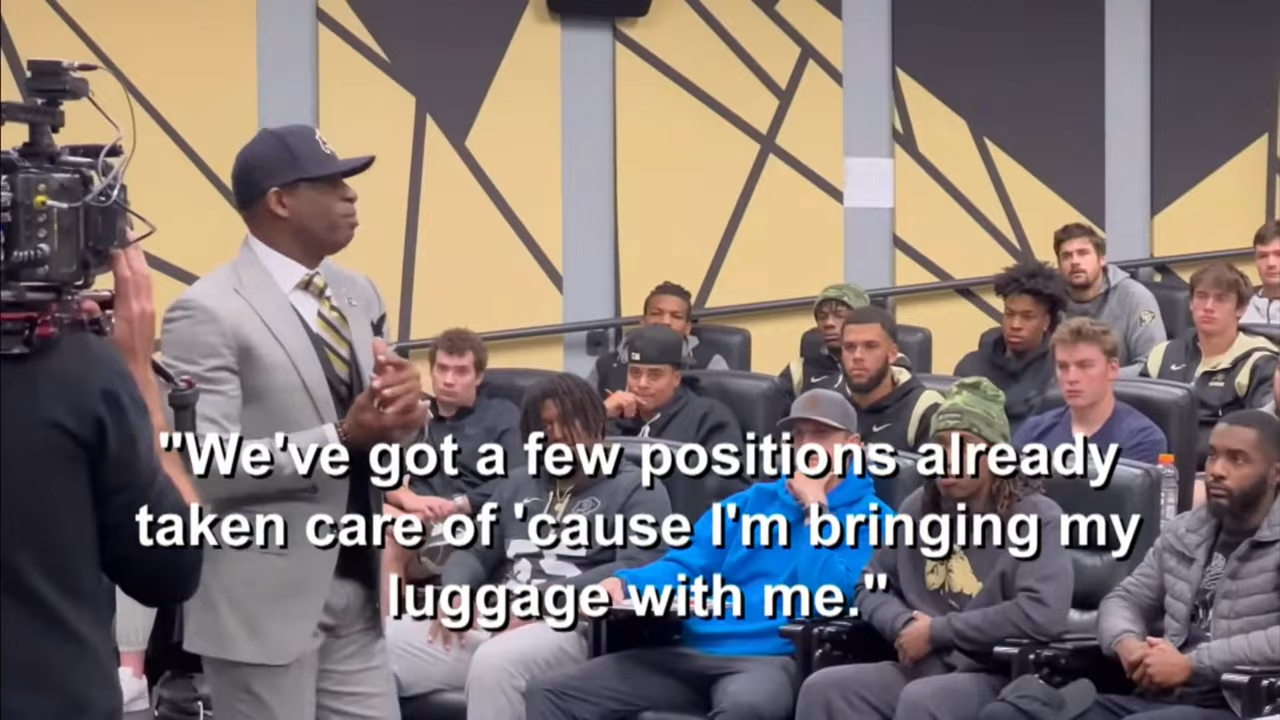 "We've got a few positions already
taken care of 'cause I'm bringing my
luggage with me."